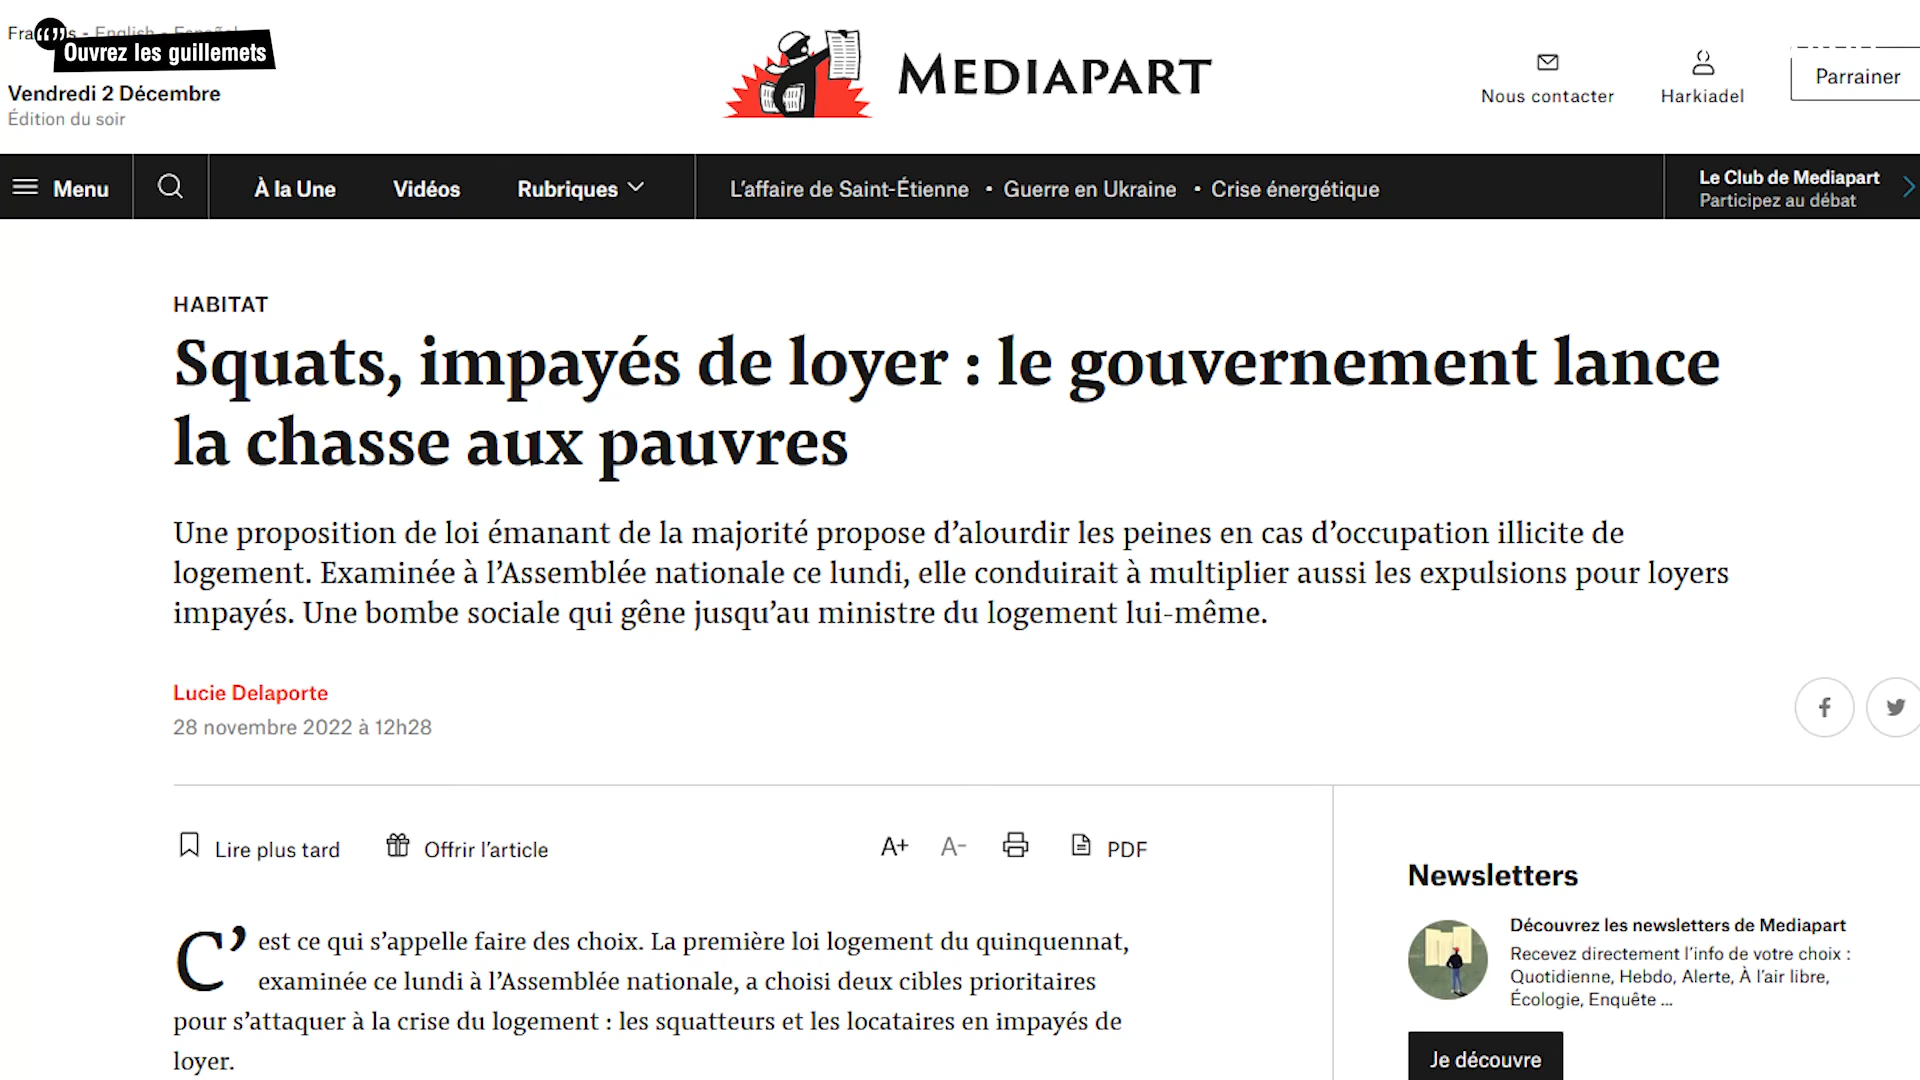 “”
Ouvrez les guillemets
Vendredi 2 Décembre
Édition du soir
MEDIAPART
Nous contacter
Harkiadel
Parrainer
Menu
À la Une
Vidéos
Rubriques
L’affaire de Saint-Étienne • Guerre en Ukraine • Crise énergétique
Le Club de Mediapart
Participez au débat
HABITAT
Squats, impayés de loyer : le gouvernement lance
la chasse aux pauvres
Une proposition de loi émanant de la majorité propose d’alourdir les peines en cas d’occupation illicite de
logement. Examinée à l’Assemblée nationale ce lundi, elle conduirait à multiplier aussi les expulsions pour loyers
impayés. Une bombe sociale qui gêne jusqu’au ministre du logement lui-même.
Lucie Delaporte
28 novembre 2022 à 12h28
Lire plus tard
Offrir l’article
A+
A-
PDF
C’est ce qui s’appelle faire des choix. La première loi logement du quinquennat,
examinée ce lundi à l’Assemblée nationale, a choisi deux cibles prioritaires
pour s’attaquer à la crise du logement : les squatteurs et les locataires en impayés de
loyer.
Newsletters
Découvrez les newsletters de Mediapart
Recevez directement l’info de votre choix :
Quotidienne, Hebdo, Alerte, À l’air libre,
Écologie, Enquête ...
Je découvre